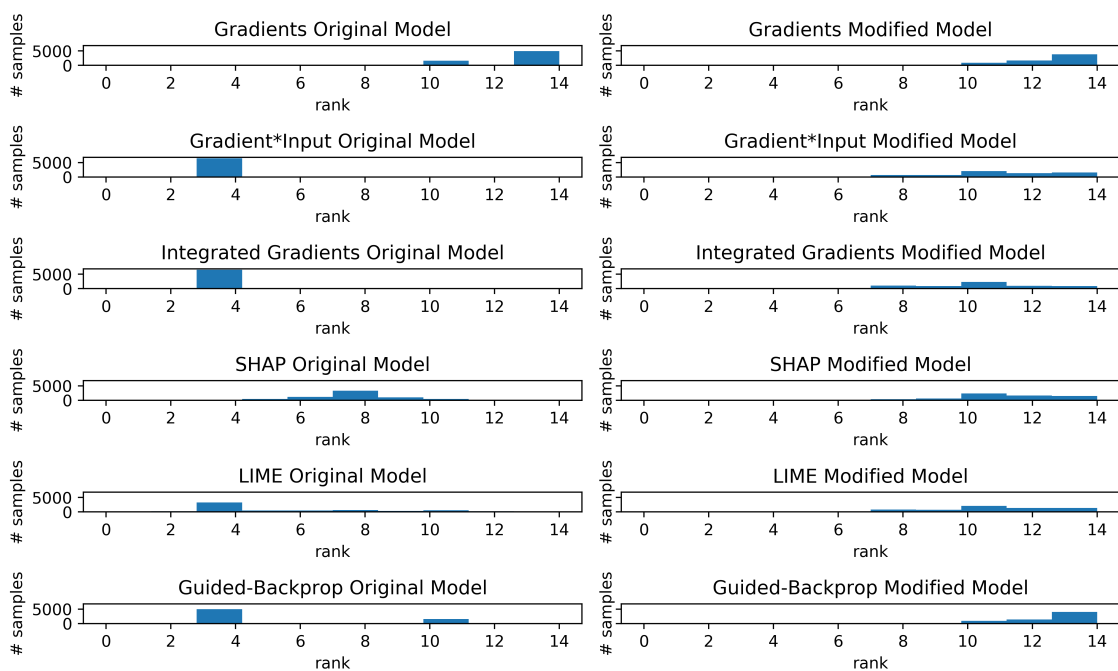 Gradients Original Model
# samples
5000
0
0 2 4 6 8 10 12 14
rank
Gradients Modified Model
# samples
0 2 4 6 8 10 12 14
rank
Gradient*Input Original Model
# samples
5000
0
0 2 4 6 8 10 12 14
rank
Gradient*Input Modified Model
# samples
0 2 4 6 8 10 12 14
rank
Integrated Gradients Original Model
# samples
5000
0
0 2 4 6 8 10 12 14
rank
Integrated Gradients Modified Model
# samples
0 2 4 6 8 10 12 14
rank
SHAP Original Model
# samples
5000
0
0 2 4 6 8 10 12 14
rank
SHAP Modified Model
# samples
0 2 4 6 8 10 12 14
rank
LIME Original Model
# samples
5000
0
0 2 4 6 8 10 12 14
rank
LIME Modified Model
# samples
0 2 4 6 8 10 12 14
rank
Guided-Backprop Original Model
# samples
5000
0
0 2 4 6 8 10 12 14
rank
Guided-Backprop Modified Model
# samples
0 2 4 6 8 10 12 14
rank